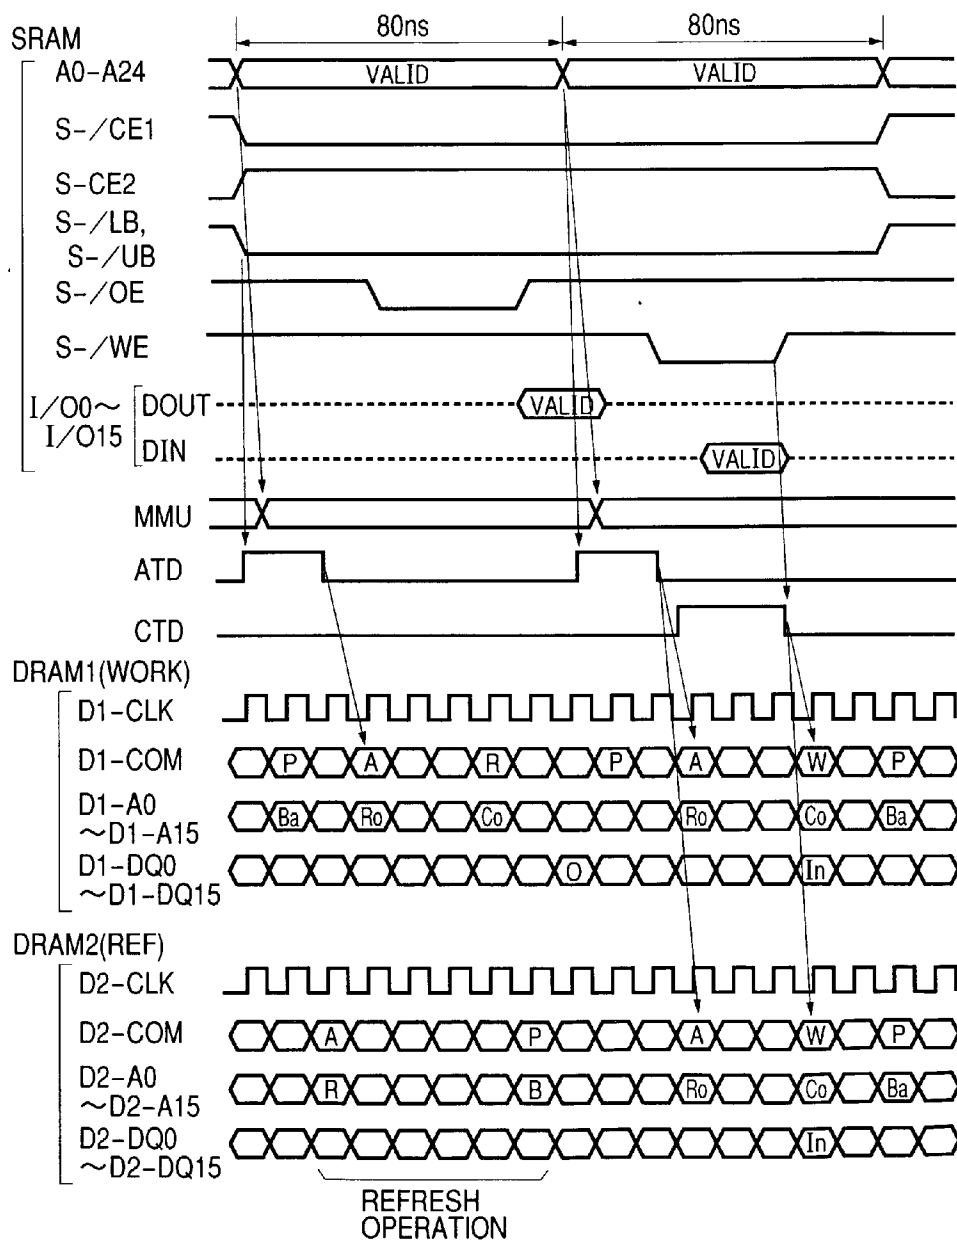 80ns 80ns
SRAM
A0-A24 VALID VALID
S-/CE1
S-CE2
S-/LB,
S-/UB
S-/OE
S-/WE
I/O0~ DOUT VALID
I/O15
DIN VALID
MMU
ATD
CTD
DRAM1(WORK)
D1-CLK
D1-COM P A R P A W P
D1-A0
~D1-A15 Ba Ro Co Ro Co Ba
D1-DQ0
~D1-DQ15 O In
DRAM2(REF)
D2-CLK
D2-COM A P A W P
D2-A0
~D2-A15 R B Ro Co Ba
D2-DQ0
~D2-DQ15 In
REFRESH
OPERATION